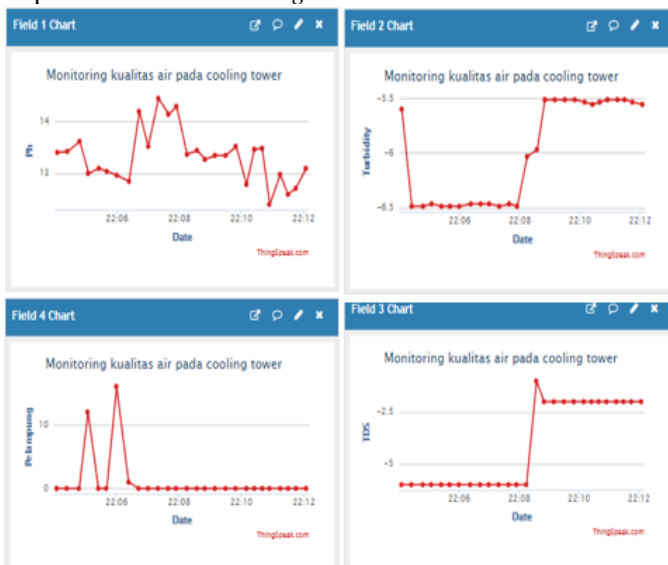 Field 1 Chart
Monitoring kualitas air pada cooling tower
Ph
14
13
22:06 22:08 22:10 22:12
Date
ThingSpeak.com
Field 2 Chart
Monitoring kualitas air pada cooling tower
Turbidity
-5.5
-6
-6.5
22:06 22:08 22:10 22:12
Date
ThingSpeak.com
Field 4 Chart
Monitoring kualitas air pada cooling tower
Pelampung
10
0
22:06 22:08 22:10 22:12
Date
ThingSpeak.com
Field 3 Chart
Monitoring kualitas air pada cooling tower
TDS
-2.5
-5
22:06 22:08 22:10 22:12
Date
ThingSpeak.com